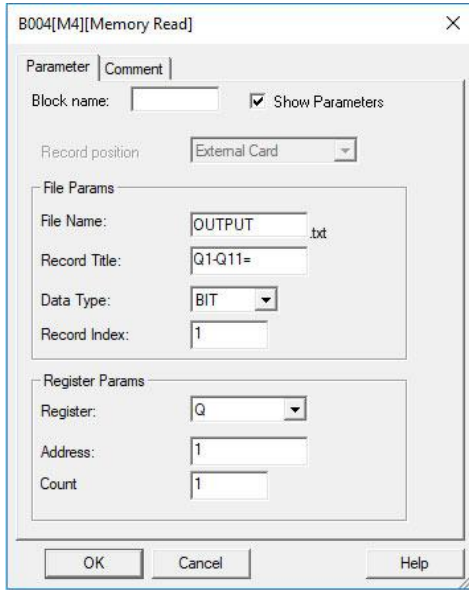 B004[M4][Memory Read]
Parameter Comment
Block name: Show Parameters
Record position External Card
File Params
File Name: OUTPUT .txt
Record Title: Q1-Q11=
Data Type: BIT
Record Index: 1
Register Params
Register: Q
Address: 1
Count 1
OK Cancel Help